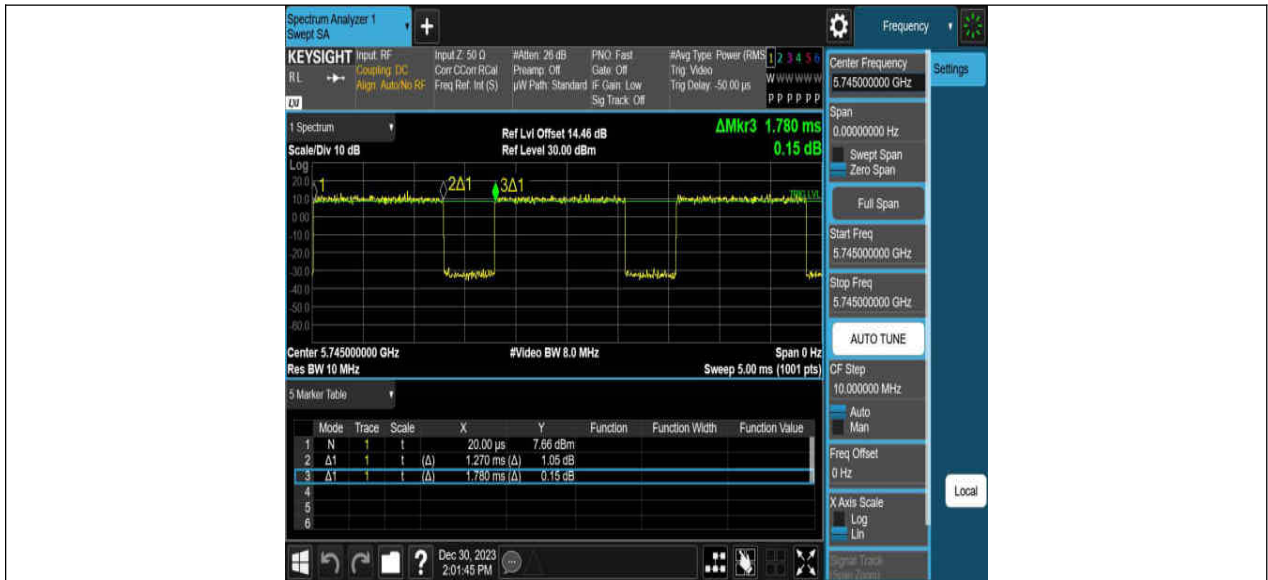 Spectrum Analyzer 1
Swept SA
+
Frequency
KEYSIGHT
RL
Input: RF
Coupling: DC
Align: Auto/No RF
Input Z: 50 Ω
Corr CCorr RCal
Freq Ref: Int (S)
#Atten: 26 dB
Preamp: Off
µW Path: Standard
PNO: Fast
Gate: Off
IF Gain: Low
Sig Track: Off
#Avg Type: Power (RMS
Trig: Video
Trig Delay: -50.00 µs
1 2 3 4 5 6
W W W W W W
P P P P P P
Center Frequency
5.745000000 GHz
Settings
Span
0.00000000 Hz
Swept Span
Zero Span
Full Span
Start Freq
5.745000000 GHz
Stop Freq
5.745000000 GHz
AUTO TUNE
CF Step
10.000000 MHz
Auto
Man
Freq Offset
0 Hz
X Axis Scale
Log
Lin
Signal Track
(Span Zoom)
Local
1 Spectrum
Scale/Div 10 dB
Ref Lvl Offset 14.46 dB
Ref Level 30.00 dBm
ΔMkr3 1.780 ms
0.15 dB
Log
20.0
10.0
0.00
-10.0
-20.0
-30.0
-40.0
-50.0
-60.0
1
2Δ1
3Δ1
TRIG LVL
Center 5.745000000 GHz
#Video BW 8.0 MHz
Span 0 Hz
Res BW 10 MHz
Sweep 5.00 ms (1001 pts)
5 Marker Table
Mode Trace Scale X Y Function Function Width Function Value
1 N 1 t 20.00 µs 7.66 dBm
2 Δ1 1 t (Δ) 1.270 ms (Δ) 1.05 dB
3 Δ1 1 t (Δ) 1.780 ms (Δ) 0.15 dB
4
5
6
?
Dec 30, 2023
2:01:45 PM